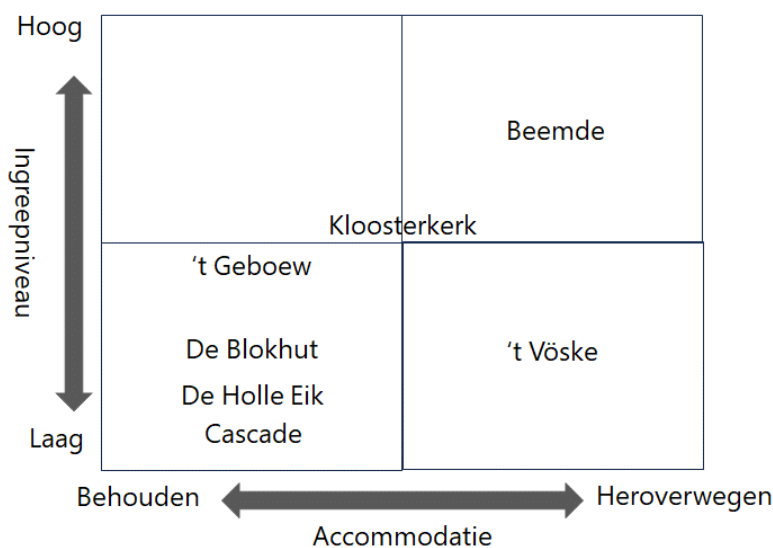 Hoog
Beemde
Kloosterkerk
Ingreepniveau
‘t Geboew
De Blokhut
‘t Vöske
De Holle Eik
Cascade
Laag
Behouden
Heroverwegen
Accommodatie